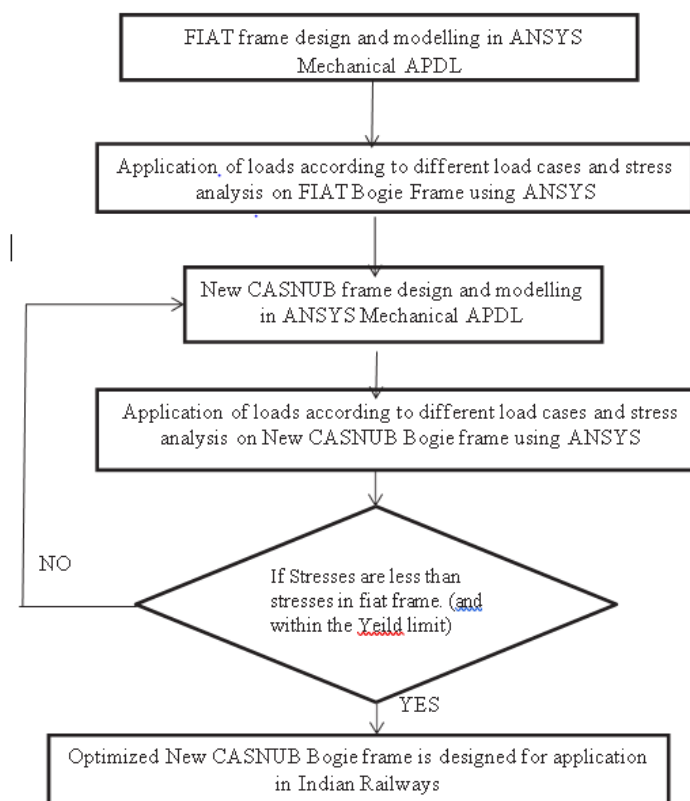 FIAT frame design and modelling in ANSYS
Mechanical APDL
Application of loads according to different load cases and stress
analysis on FIAT Bogie Frame using ANSYS
New CASNUB frame design and modelling
in ANSYS Mechanical APDL
Application of loads according to different load cases and stress
analysis on New CASNUB Bogie frame using ANSYS
NO
If Stresses are less than
stresses in fiat frame. (and
within the Yeild limit)
YES
Optimized New CASNUB Bogie frame is designed for application
in Indian Railways